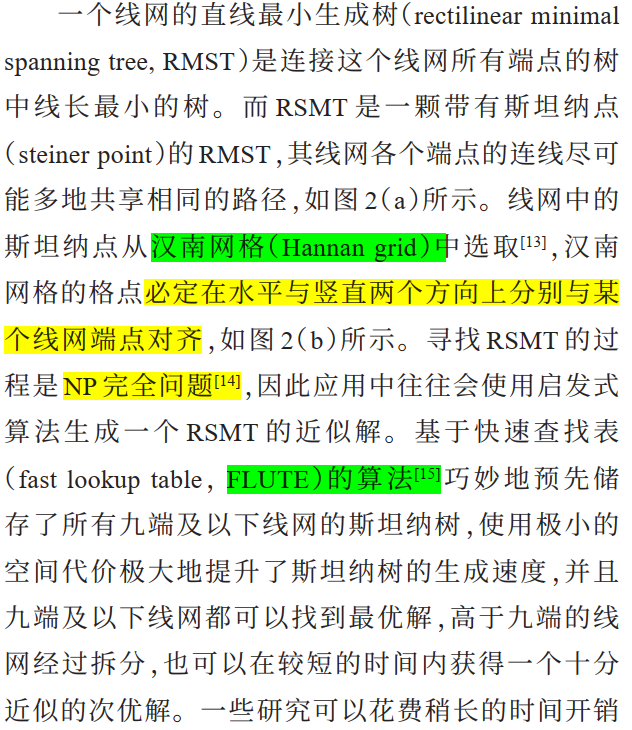 一个线网的直线最小生成树(rectilinear minimal
spanning tree, RMST)是连接这个线网所有端点的树
中线长最小的树。而 RSMT 是一颗带有斯坦纳点
(steiner point)的 RMST,其线网各个端点的连线尽可
能多地共享相同的路径,如图 2(a)所示。线网中的
斯坦纳点从汉南网格(Hannan grid)中选取[13],汉南
网格的格点必定在水平与竖直两个方向上分别与某
个线网端点对齐,如图 2(b)所示。寻找 RSMT 的过
程是 NP 完全问题[14],因此应用中往往会使用启发式
算法生成一个 RSMT 的近似解。基于快速查找表
(fast lookup table, FLUTE)的算法[15]巧妙地预先储
存了所有九端及以下线网的斯坦纳树,使用极小的
空间代价极大地提升了斯坦纳树的生成速度,并且
九端及以下线网都可以找到最优解,高于九端的线
网经过拆分,也可以在较短的时间内获得一个十分
近似的次优解。一些研究可以花费稍长的时间开销